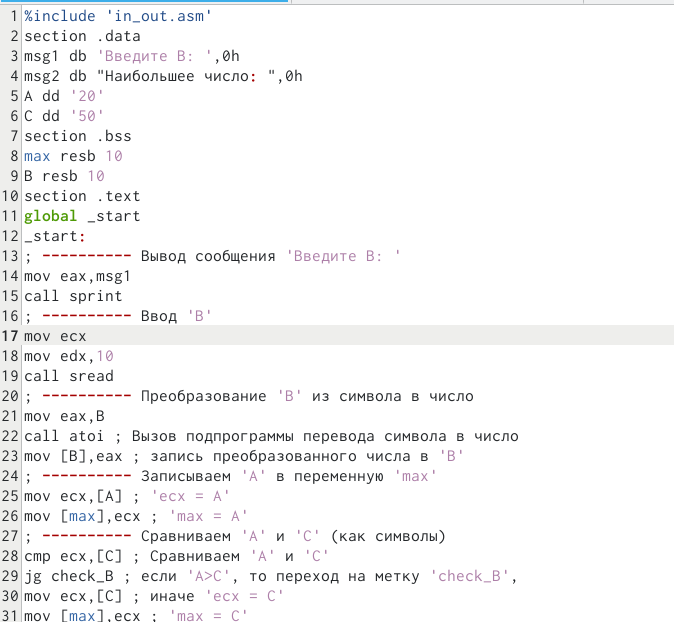 1 %include 'in_out.asm'
2 section .data
3 msg1 db 'Введите B: ',0h
4 msg2 db "Наибольшее число: ",0h
5 A dd '20'
6 C dd '50'
7 section .bss
8 max resb 10
9 B resb 10
10 section .text
11 global _start
12 _start:
13 ; ---------- Вывод сообщения 'Введите B: '
14 mov eax,msg1
15 call sprint
16 ; ---------- Ввод 'B'
17 mov ecx
18 mov edx,10
19 call sread
20 ; ---------- Преобразование 'B' из символа в число
21 mov eax,B
22 call atoi ; Вызов подпрограммы перевода символа в число
23 mov [B],eax ; запись преобразованного числа в 'B'
24 ; ---------- Записываем 'A' в переменную 'max'
25 mov ecx,[A] ; 'ecx = A'
26 mov [max],ecx ; 'max = A'
27 ; ---------- Сравниваем 'A' и 'С' (как символы)
28 cmp ecx,[C] ; Сравниваем 'A' и 'С'
29 jg check_B ; если 'A>C', то переход на метку 'check_B',
30 mov ecx,[C] ; иначе 'ecx = C'
31 mov [max],ecx ; 'max = C'